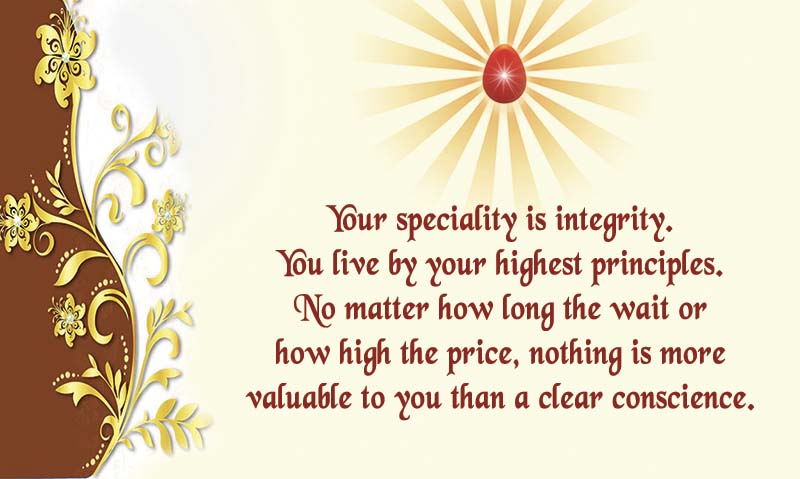 Your speciality is integrity.
You live by your highest principles.
No matter how long the wait or
how high the price, nothing is more
valuable to you than a clear conscience.